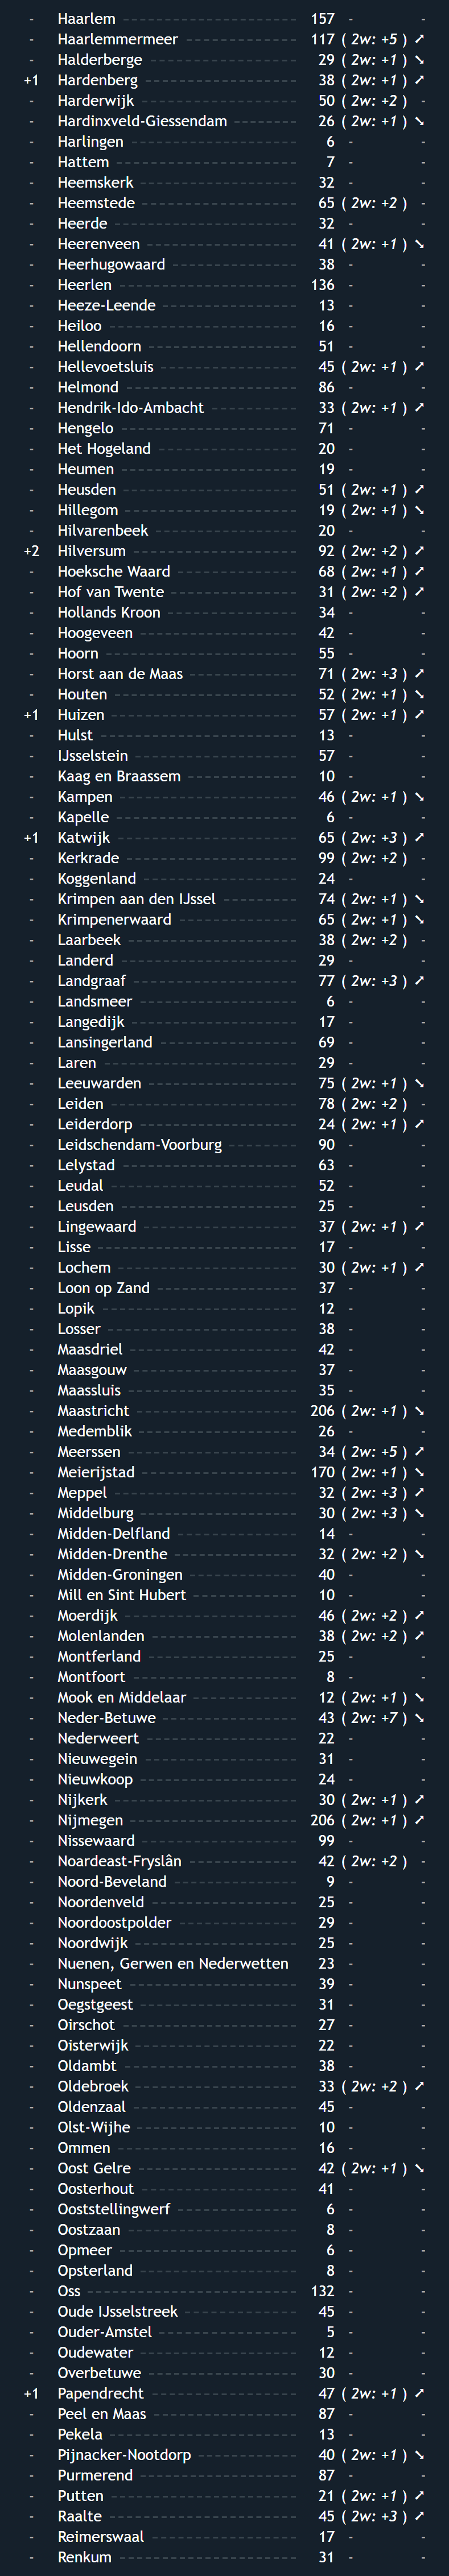 - Haarlem 157 - -
- Haarlemmermeer 117 ( 2w: +5 ) ↗
- Halderberge 29 ( 2w: +1 ) ↘
+1 Hardenberg 38 ( 2w: +1 ) ↗
- Harderwijk 50 ( 2w: +2 ) -
- Hardinxveld-Giessendam 26 ( 2w: +1 ) ↘
- Harlingen 6 - -
- Hattem 7 - -
- Heemskerk 32 - -
- Heemstede 65 ( 2w: +2 ) -
- Heerde 32 - -
- Heerenveen 41 ( 2w: +1 ) ↘
- Heerhugowaard 38 - -
- Heerlen 136 - -
- Heeze-Leende 13 - -
- Heiloo 16 - -
- Hellendoorn 51 - -
- Hellevoetsluis 45 ( 2w: +1 ) ↗
- Helmond 86 - -
- Hendrik-Ido-Ambacht 33 ( 2w: +1 ) ↗
- Hengelo 71 - -
- Het Hogeland 20 - -
- Heumen 19 - -
- Heusden 51 ( 2w: +1 ) ↗
- Hillegom 19 ( 2w: +1 ) ↘
- Hilvarenbeek 20 - -
+2 Hilversum 92 ( 2w: +2 ) ↗
- Hoeksche Waard 68 ( 2w: +1 ) ↗
- Hof van Twente 31 ( 2w: +2 ) ↗
- Hollands Kroon 34 - -
- Hoogeveen 42 - -
- Hoorn 55 - -
- Horst aan de Maas 71 ( 2w: +3 ) ↗
- Houten 52 ( 2w: +1 ) ↘
+1 Huizen 57 ( 2w: +1 ) ↗
- Hulst 13 - -
- IJsselstein 57 - -
- Kaag en Braassem 10 - -
- Kampen 46 ( 2w: +1 ) ↘
- Kapelle 6 - -
+1 Katwijk 65 ( 2w: +3 ) ↗
- Kerkrade 99 ( 2w: +2 ) -
- Koggenland 24 - -
- Krimpen aan den IJssel 74 ( 2w: +1 ) ↘
- Krimpenerwaard 65 ( 2w: +1 ) ↘
- Laarbeek 38 ( 2w: +2 ) -
- Landerd 29 - -
- Landgraaf 77 ( 2w: +3 ) ↗
- Landsmeer 6 - -
- Langedijk 17 - -
- Lansingerland 69 - -
- Laren 29 - -
- Leeuwarden 75 ( 2w: +1 ) ↘
- Leiden 78 ( 2w: +2 ) -
- Leiderdorp 24 ( 2w: +1 ) ↗
- Leidschendam-Voorburg 90 - -
- Lelystad 63 - -
- Leudal 52 - -
- Leusden 25 - -
- Lingewaard 37 ( 2w: +1 ) ↗
- Lisse 17 - -
- Lochem 30 ( 2w: +1 ) ↗
- Loon op Zand 37 - -
- Lopik 12 - -
- Losser 38 - -
- Maasdriel 42 - -
- Maasgouw 37 - -
- Maassluis 35 - -
- Maastricht 206 ( 2w: +1 ) ↘
- Medemblik 26 - -
- Meerssen 34 ( 2w: +5 ) ↗
- Meierijstad 170 ( 2w: +1 ) ↘
- Meppel 32 ( 2w: +3 ) ↗
- Middelburg 30 ( 2w: +3 ) ↘
- Midden-Delfland 14 - -
- Midden-Drenthe 32 ( 2w: +2 ) ↘
- Midden-Groningen 40 - -
- Mill en Sint Hubert 10 - -
- Moerdijk 46 ( 2w: +2 ) ↗
- Molenlanden 38 ( 2w: +2 ) ↗
- Montferland 25 - -
- Montfoort 8 - -
- Mook en Middelaar 12 ( 2w: +1 ) ↘
- Neder-Betuwe 43 ( 2w: +7 ) ↘
- Nederweert 22 - -
- Nieuwegein 31 - -
- Nieuwkoop 24 - -
- Nijkerk 30 ( 2w: +1 ) ↗
- Nijmegen 206 ( 2w: +1 ) ↗
- Nissewaard 99 - -
- Noardeast-Fryslân 42 ( 2w: +2 ) -
- Noord-Beveland 9 - -
- Noordenveld 25 - -
- Noordoostpolder 29 - -
- Noordwijk 25 - -
- Nuenen, Gerwen en Nederwetten 23 - -
- Nunspeet 39 - -
- Oegstgeest 31 - -
- Oirschot 27 - -
- Oisterwijk 22 - -
- Oldambt 38 - -
- Oldebroek 33 ( 2w: +2 ) ↗
- Oldenzaal 45 - -
- Olst-Wijhe 10 - -
- Ommen 16 - -
- Oost Gelre 42 ( 2w: +1 ) ↘
- Oosterhout 41 - -
- Ooststellingwerf 6 - -
- Oostzaan 8 - -
- Opmeer 6 - -
- Opsterland 8 - -
- Oss 132 - -
- Oude IJsselstreek 45 - -
- Ouder-Amstel 5 - -
- Oudewater 12 - -
- Overbetuwe 30 - -
+1 Papendrecht 47 ( 2w: +1 ) ↗
- Peel en Maas 87 - -
- Pekela 13 - -
- Pijnacker-Nootdorp 40 ( 2w: +1 ) ↘
- Purmerend 87 - -
- Putten 21 ( 2w: +1 ) ↗
- Raalte 45 ( 2w: +3 ) ↗
- Reimerswaal 17 - -
- Renkum 31 - -